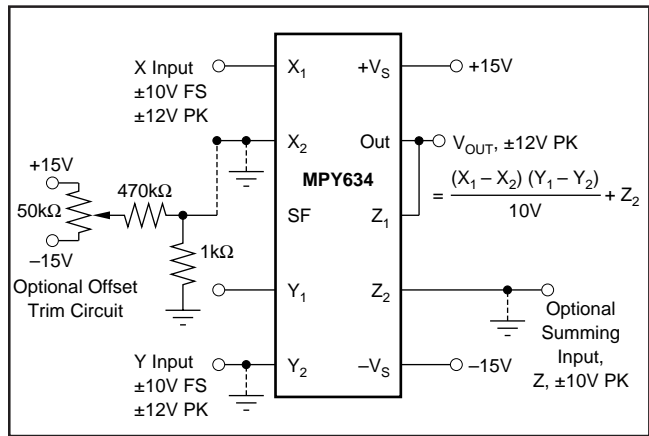 X Input
±10V FS
±12V PK
X1
+VS
+15V
X2
Out
VOUT, ±12V PK
MPY634
= (X1 – X2) (Y1 – Y2) / 10V + Z2
+15V
50kΩ
–15V
470kΩ
1kΩ
Optional Offset
Trim Circuit
SF
Z1
Y1
Z2
Optional
Summing
Input,
Z, ±10V PK
Y Input
±10V FS
±12V PK
Y2
–VS
–15V